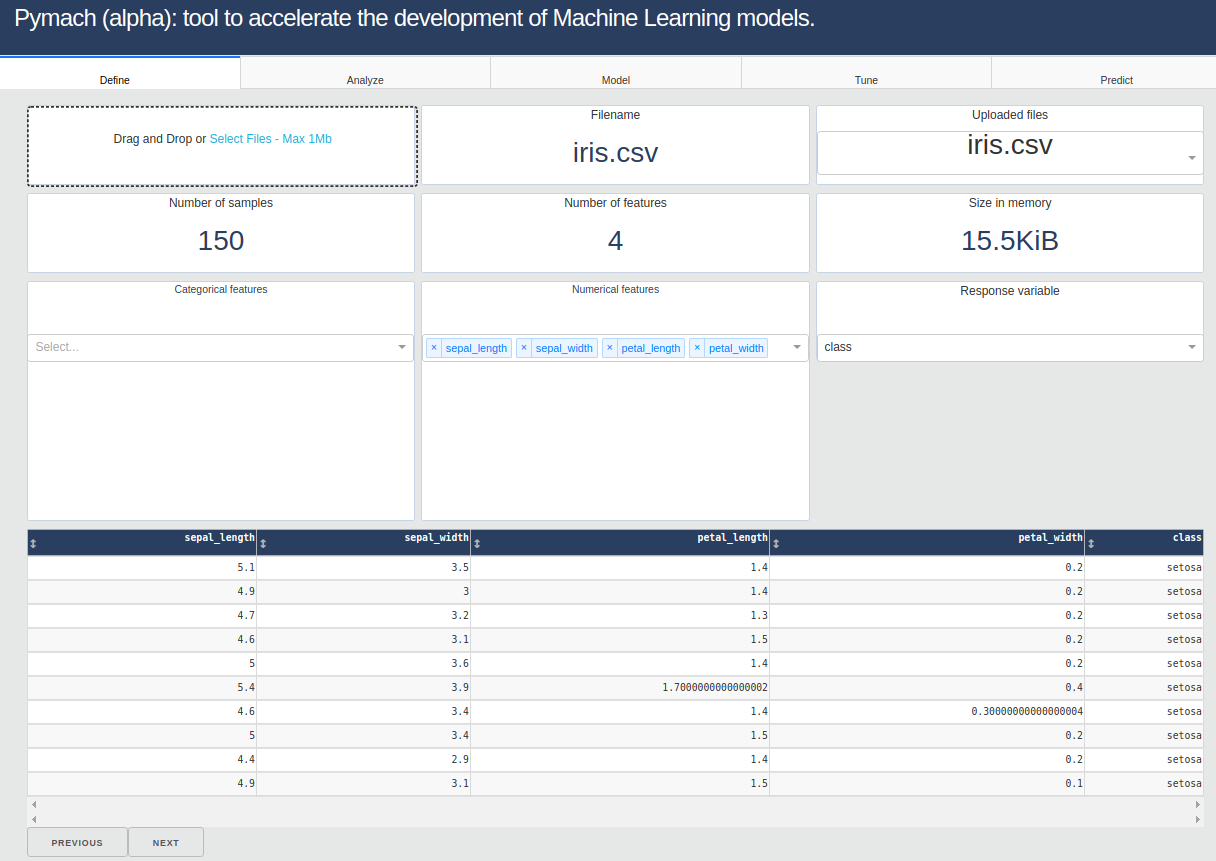 Pymach (alpha): tool to accelerate the development of Machine Learning models.
Define Analyze Model Tune Predict
Drag and Drop or Select Files - Max 1Mb
Filename
iris.csv
Uploaded files
iris.csv
Number of samples
150
Number of features
4
Size in memory
15.5KiB
Categorical features
Select...
Numerical features
× sepal_length × sepal_width × petal_length × petal_width
Response variable
class
sepal_length sepal_width petal_length petal_width class
5.1 3.5 1.4 0.2 setosa
4.9 3 1.4 0.2 setosa
4.7 3.2 1.3 0.2 setosa
4.6 3.1 1.5 0.2 setosa
5 3.6 1.4 0.2 setosa
5.4 3.9 1.7000000000000002 0.4 setosa
4.6 3.4 1.4 0.30000000000000004 setosa
5 3.4 1.5 0.2 setosa
4.4 2.9 1.4 0.2 setosa
4.9 3.1 1.5 0.1 setosa
PREVIOUS NEXT